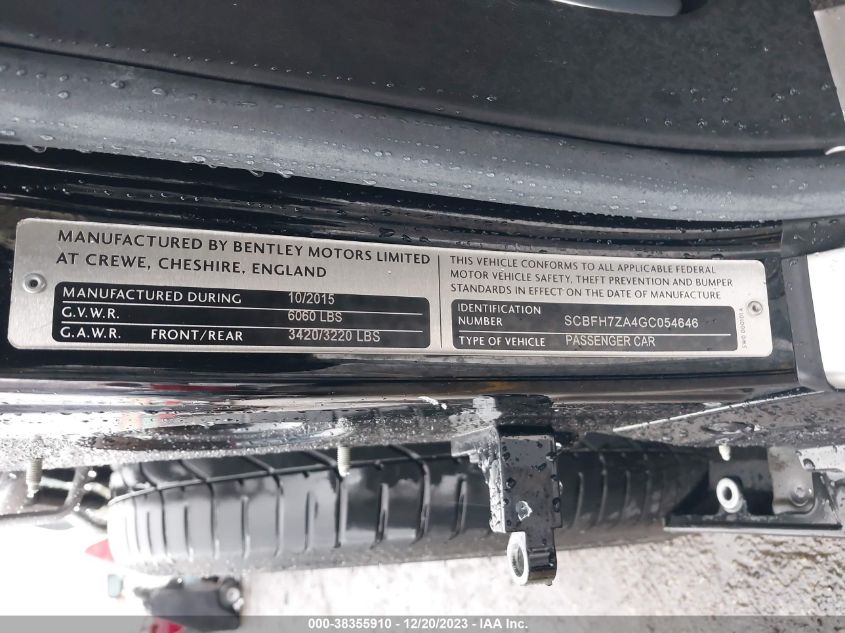 MANUFACTURED BY BENTLEY MOTORS LIMITED
AT CREWE, CHESHIRE, ENGLAND
MANUFACTURED DURING 10/2015
G.V.W.R. 6060 LBS
G.A.W.R. FRONT/REAR 3420/3220 LBS
THIS VEHICLE CONFORMS TO ALL APPLICABLE FEDERAL
MOTOR VEHICLE SAFETY, THEFT PREVENTION AND BUMPER
STANDARDS IN EFFECT ON THE DATE OF MANUFACTURE
IDENTIFICATION
NUMBER SCBFH7ZA4GC054646
TYPE OF VEHICLE PASSENGER CAR
000-38355910 - 12/20/2023 - IAA Inc.